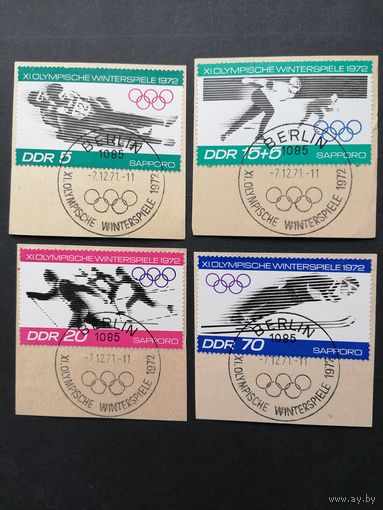 XI.OLYMPISCHE WINTERSPIELE 1972
DDR 5 SAPPORO
BERLIN
1085
-7.12.71.-11
XI.OLYMPISCHE WINTERSPIELE 1972
XI.OLYMPISCHE WINTERSPIELE 1972
DDR 15+5 SAPPORO
BERLIN
1085
-7.12.71.-11
XI.OLYMPISCHE WINTERSPIELE 1972
XI.OLYMPISCHE WINTERSPIELE 1972
DDR 20 SAPPORO
BERLIN
1085
-7.12.71.-11
XI.OLYMPISCHE WINTERSPIELE 1972
XI.OLYMPISCHE WINTERSPIELE 1972
DDR 70 SAPPORO
BERLIN
1085
-7.12.71.-11
XI.OLYMPISCHE WINTERSPIELE 1972
www.ay.by